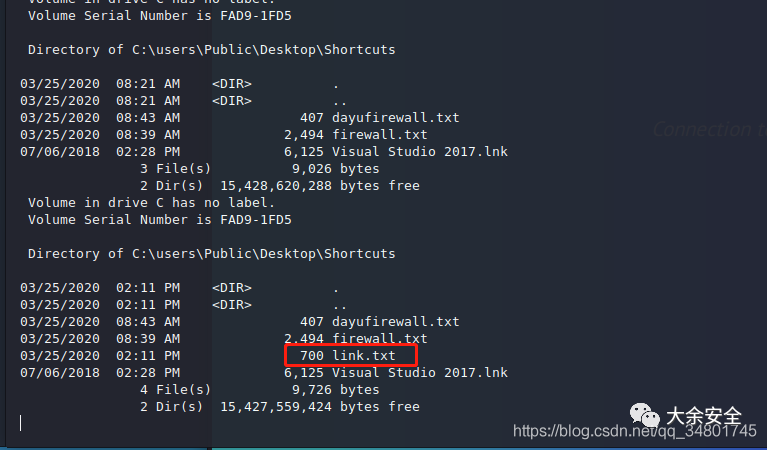 Volume in drive C has no label.
Volume Serial Number is FAD9-1FD5
Directory of C:\users\Public\Desktop\Shortcuts
03/25/2020  08:21 AM    <DIR>          .
03/25/2020  08:21 AM    <DIR>          ..
03/25/2020  08:43 AM               407 dayufirewall.txt
03/25/2020  08:39 AM             2,494 firewall.txt
07/06/2018  02:28 PM             6,125 Visual Studio 2017.lnk
3 File(s)          9,026 bytes
2 Dir(s)  15,428,620,288 bytes free
Volume in drive C has no label.
Volume Serial Number is FAD9-1FD5
Directory of C:\users\Public\Desktop\Shortcuts
03/25/2020  02:11 PM    <DIR>          .
03/25/2020  02:11 PM    <DIR>          ..
03/25/2020  08:43 AM               407 dayufirewall.txt
03/25/2020  08:39 AM             2,494 firewall.txt
03/25/2020  02:11 PM               700 link.txt
07/06/2018  02:28 PM             6,125 Visual Studio 2017.lnk
4 File(s)          9,726 bytes
2 Dir(s)  15,427,559,424 bytes free
Connection
大余安全
https://blog.csdn.net/qq_34801745